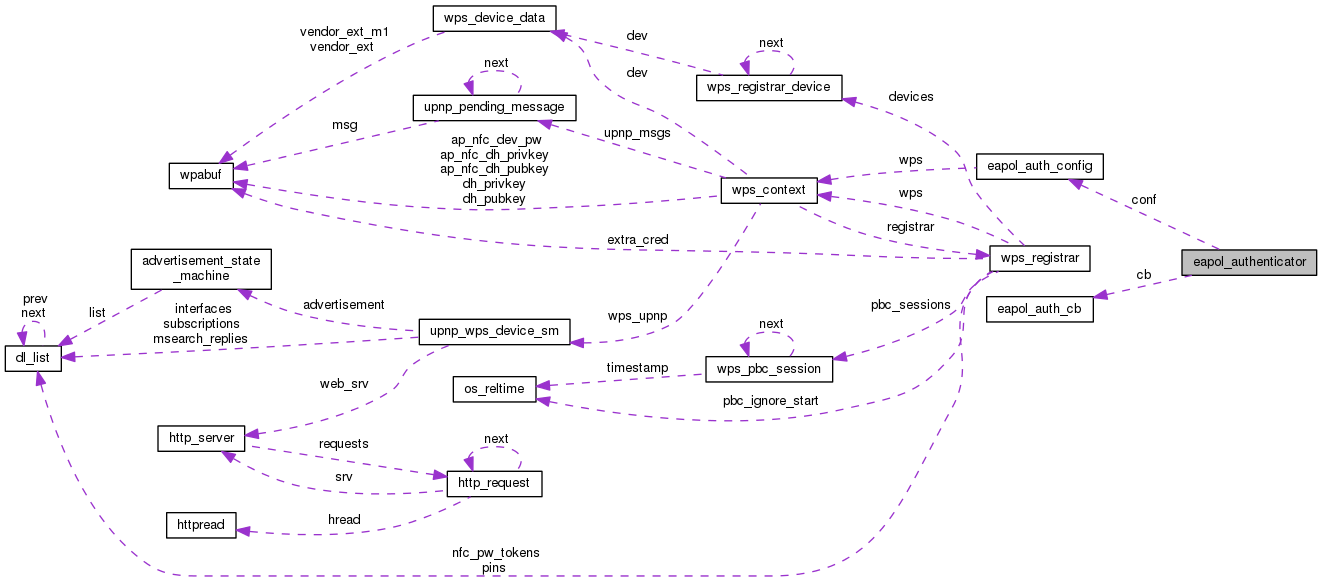 wps_device_data
vendor_ext_m1
vendor_ext
dev
next
next
dev
wps_registrar_device
devices
upnp_pending_message
msg
upnp_msgs
ap_nfc_dev_pw
ap_nfc_dh_privkey
ap_nfc_dh_pubkey
dh_privkey
dh_pubkey
wpabuf
wps_context
wps
eapol_auth_config
wps
conf
registrar
extra_cred
wps_registrar
eapol_authenticator
cb
advertisement_state
_machine
prev
next
list
interfaces
subscriptions
msearch_replies
advertisement
wps_upnp
pbc_sessions
eapol_auth_cb
upnp_wps_device_sm
next
dl_list
web_srv
os_reltime
timestamp
wps_pbc_session
pbc_ignore_start
http_server
requests
next
srv
http_request
httpread
hread
nfc_pw_tokens
pins